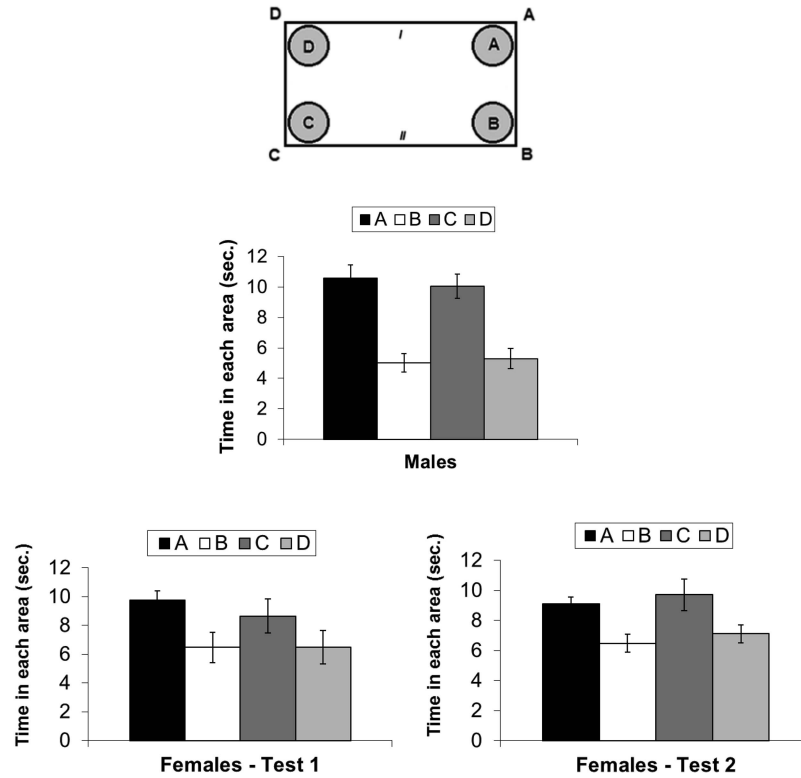 D A
D I A
C II B
C B
A B C D
Time in each area (sec.)
12
10
8
6
4
2
0
Males
A B C D
Time in each area (sec.)
12
10
8
6
4
2
0
Females - Test 1
A B C D
Time in each area (sec.)
12
10
8
6
4
2
0
Females - Test 2